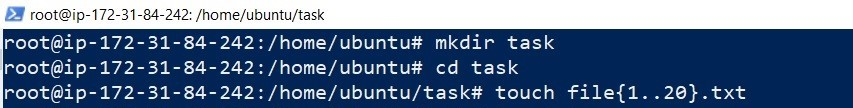 root@ip-172-31-84-242: /home/ubuntu/task
root@ip-172-31-84-242:/home/ubuntu# mkdir task
root@ip-172-31-84-242:/home/ubuntu# cd task
root@ip-172-31-84-242:/home/ubuntu/task# touch file{1..20}.txt